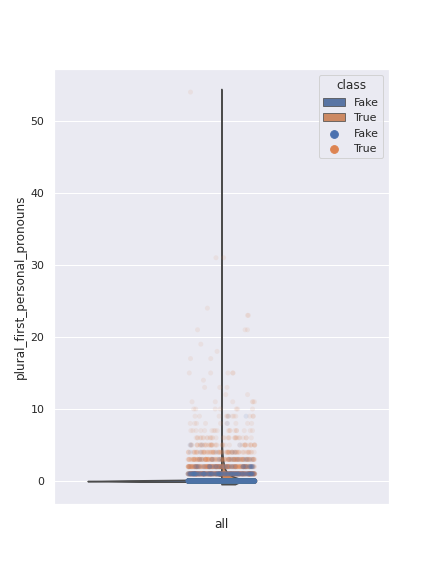 class
Fake
True
Fake
True
50
40
30
20
10
0
plural_first_personal_pronouns
all